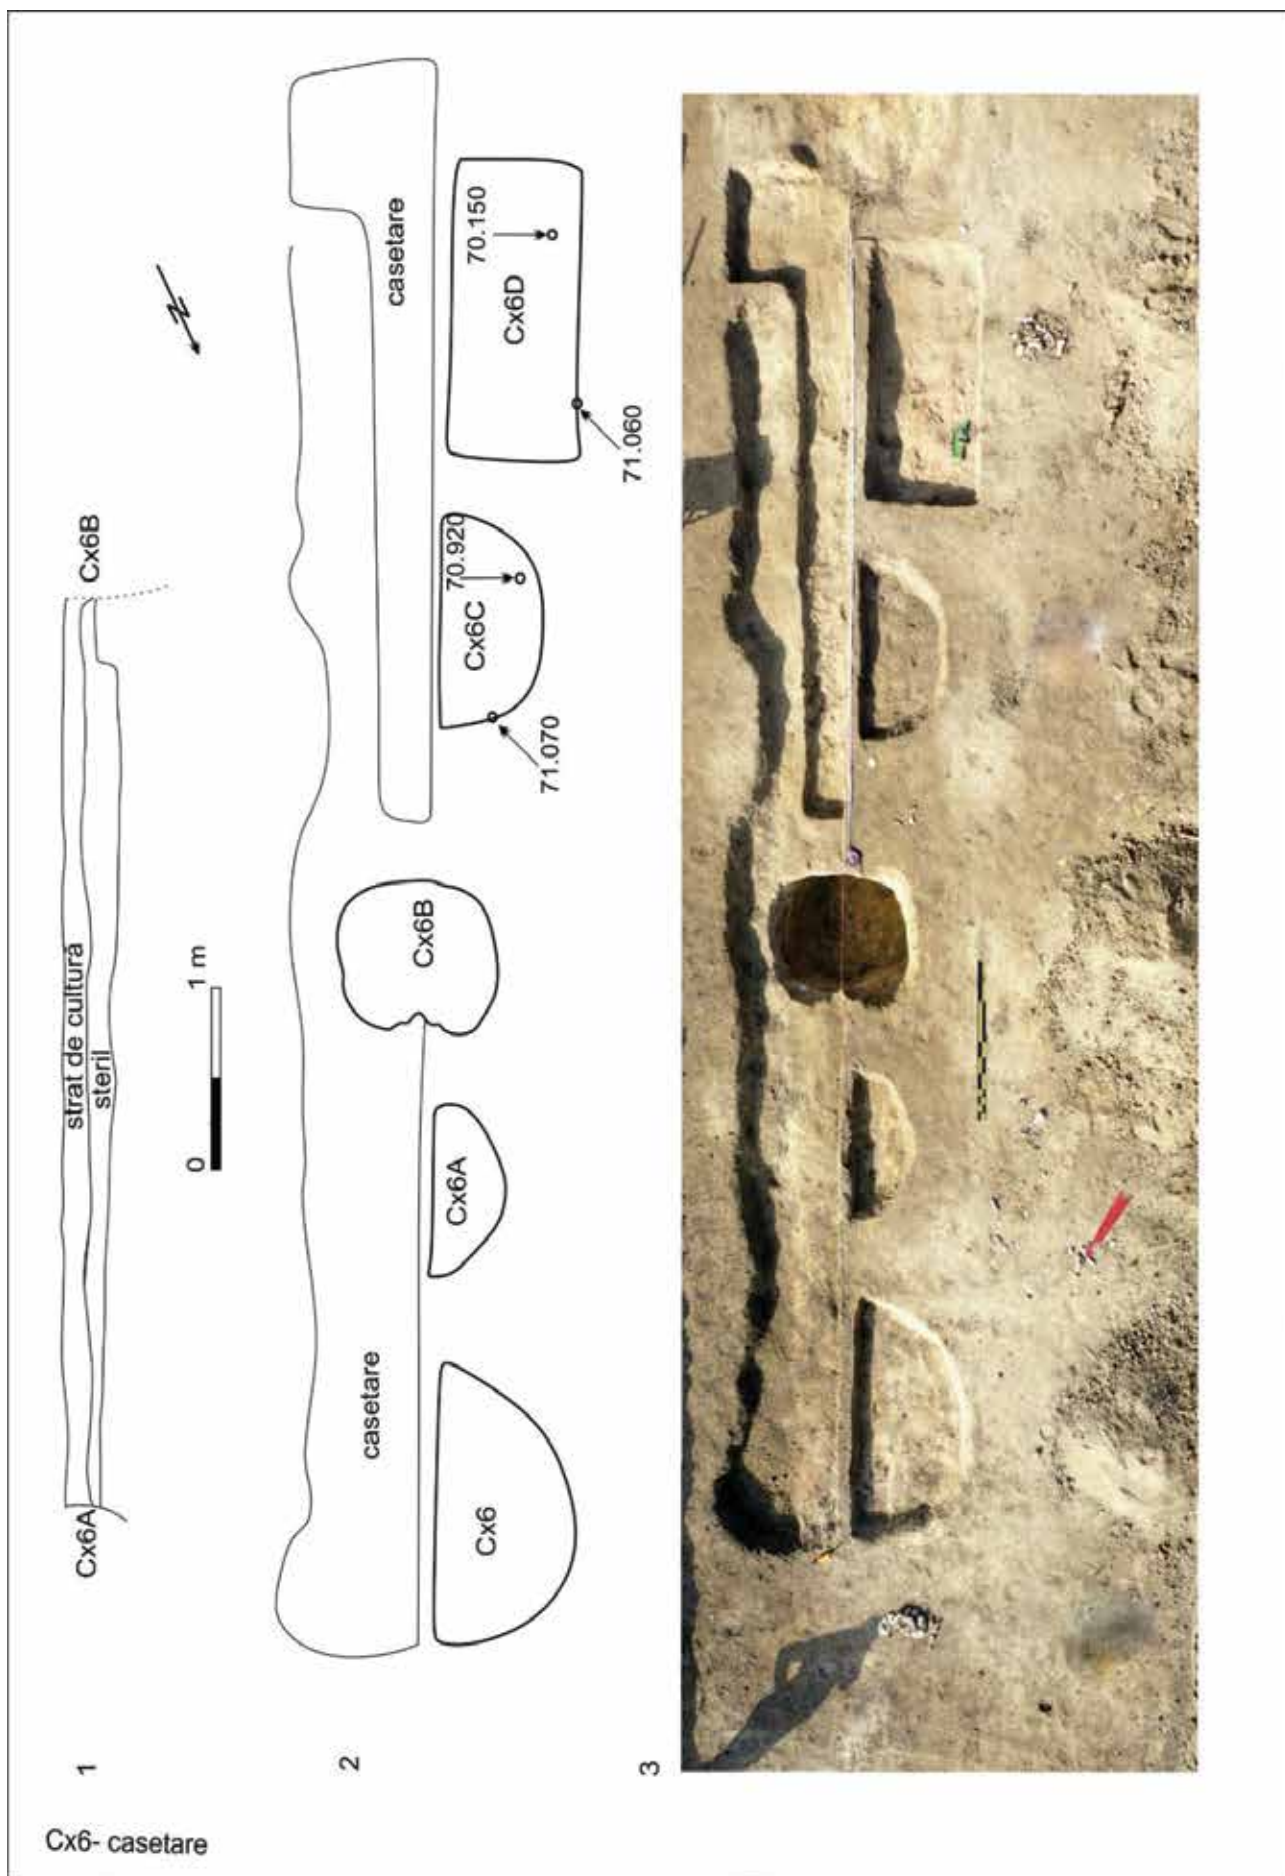 Cx6- casetare
1
Cx6A
strat de cultură
steril
Cx6B
0
1 m
2
casetare
Cx6
Cx6A
Cx6B
casetare
Cx6C
70.920
71.070
Cx6D
70.150
71.060
N
3